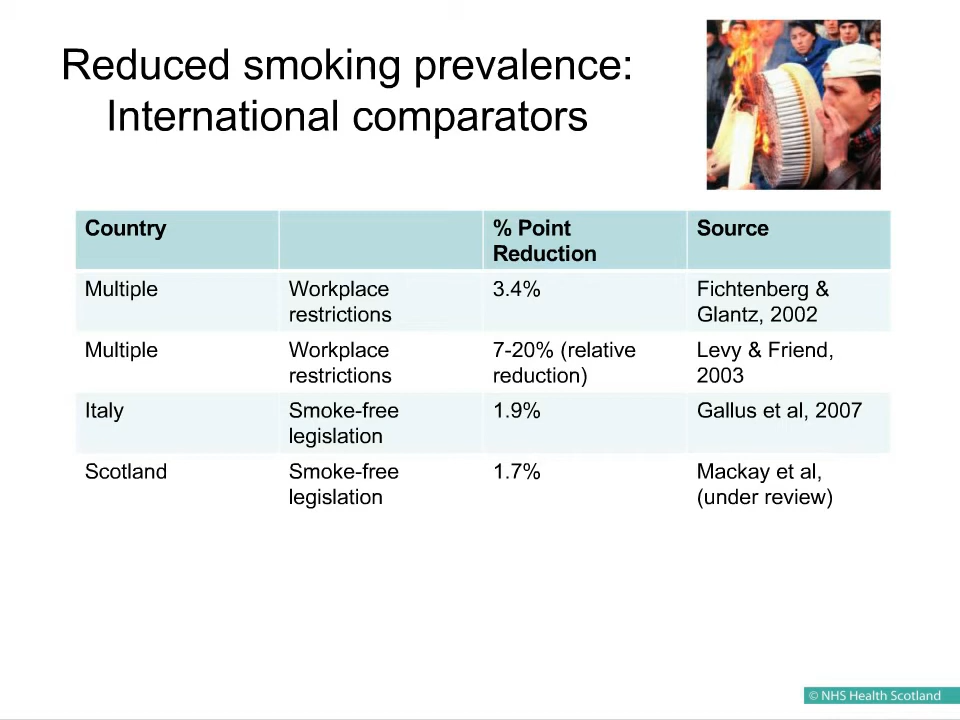 Reduced smoking prevalence:
International comparators
Country
% Point
Reduction
Source
Multiple
Workplace
restrictions
3.4%
Fichtenberg &
Glantz, 2002
Multiple
Workplace
restrictions
7-20% (relative
reduction)
Levy & Friend,
2003
Italy
Smoke-free
legislation
1.9%
Gallus et al, 2007
Scotland
Smoke-free
legislation
1.7%
Mackay et al,
(under review)
© NHS Health Scotland